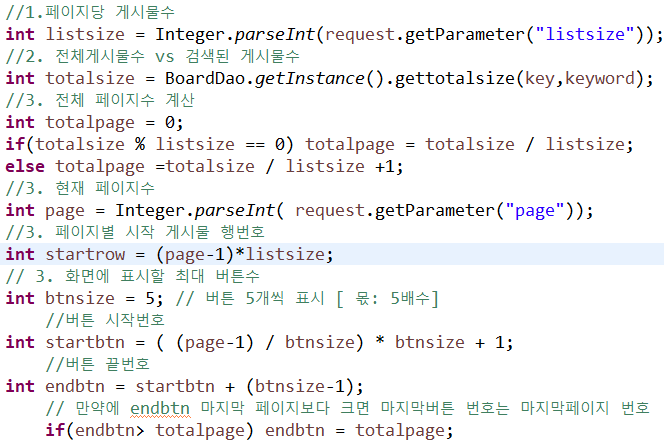 //1.페이지당 게시물수
int listsize = Integer.parseInt(request.getParameter("listsize"));
//2. 전체게시물수 vs 검색된 게시물수
int totalsize = BoardDao.getInstance().gettotalsize(key,keyword);
//3. 전체 페이지수 계산
int totalpage = 0;
if(totalsize % listsize == 0) totalpage = totalsize / listsize;
else totalpage =totalsize / listsize +1;
//3. 현재 페이지수
int page = Integer.parseInt( request.getParameter("page"));
//3. 페이지별 시작 게시물 행번호
int startrow = (page-1)*listsize;
// 3. 화면에 표시할 최대 버튼수
int btnsize = 5; // 버튼 5개씩 표시 [ 몫: 5배수]
//버튼 시작번호
int startbtn = ( (page-1) / btnsize) * btnsize + 1;
//버튼 끝번호
int endbtn = startbtn + (btnsize-1);
// 만약에 endbtn 마지막 페이지보다 크면 마지막버튼 번호는 마지막페이지 번호
if(endbtn> totalpage) endbtn = totalpage;